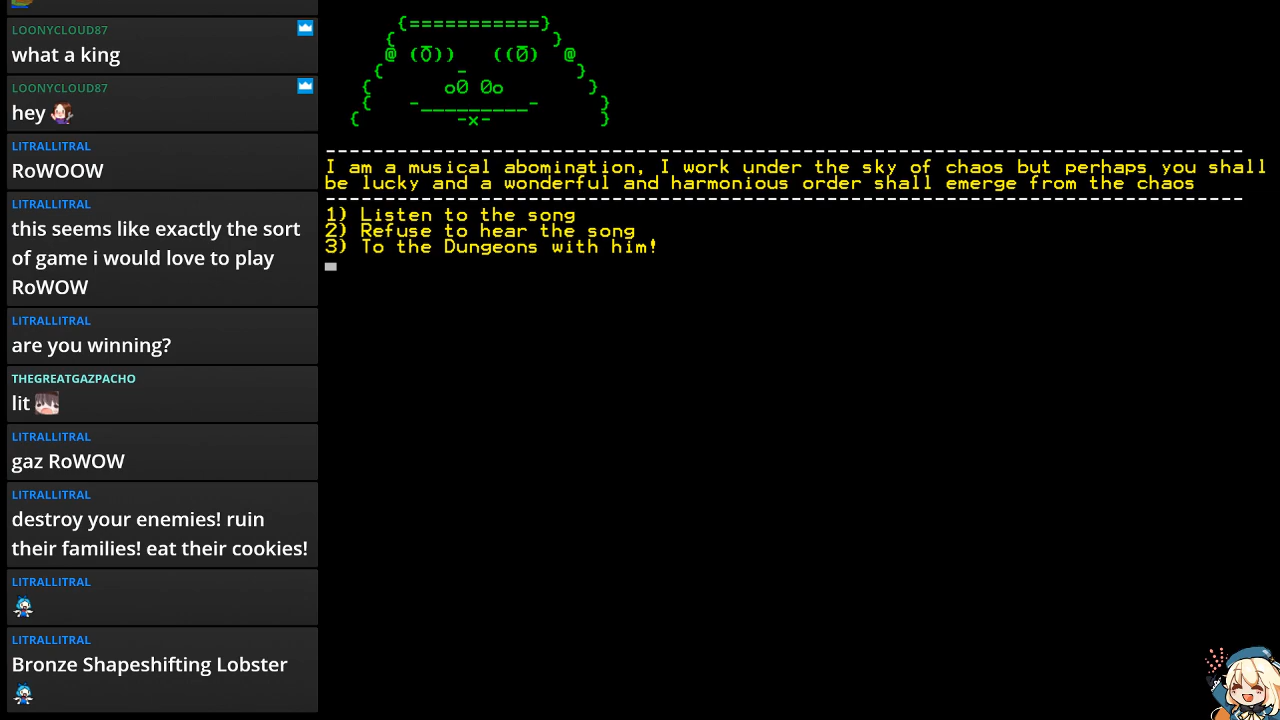 LOONYCLOUD87
what a king
LOONYCLOUD87
hey
LITRALLITRAL
RoWOOW
LITRALLITRAL
this seems like exactly the sort
of game i would love to play
RoWOW
LITRALLITRAL
are you winning?
THEGREATGAZPACHO
lit
LITRALLITRAL
gaz RoWOW
LITRALLITRAL
destroy your enemies! ruin
their families! eat their cookies!
LITRALLITRAL
LITRALLITRAL
Bronze Shapeshifting Lobster
{===========}
{ }
@ (O)) ((0) @
{ - }
{ o0 0o }
{ -_________- }
{ -x- }
I am a musical abomination, I work under the sky of chaos but perhaps you shall
be lucky and a wonderful and harmonious order shall emerge from the chaos
1) Listen to the song
2) Refuse to hear the song
3) To the Dungeons with him!